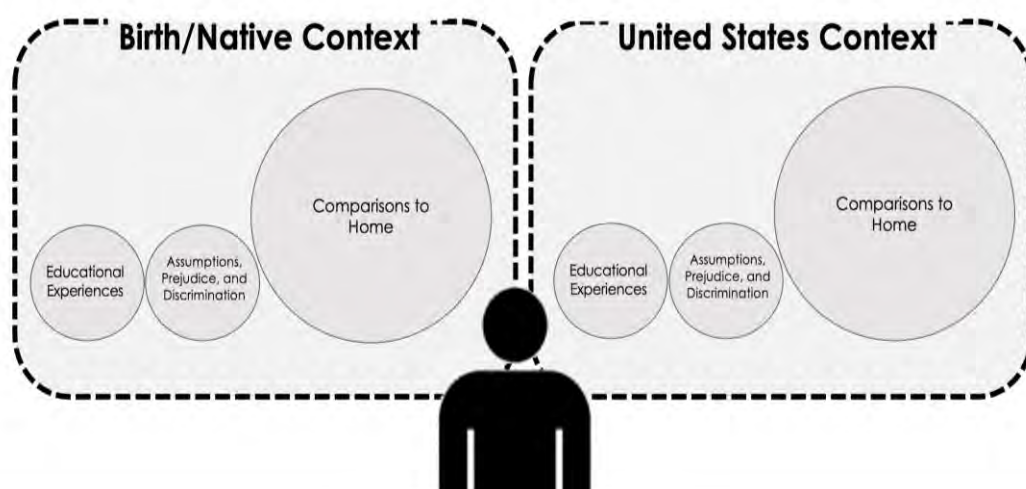 Birth/Native Context
Educational
Experiences
Assumptions,
Prejudice, and
Discrimination
Comparisons to
Home
United States Context
Educational
Experiences
Assumptions,
Prejudice, and
Discrimination
Comparisons to
Home